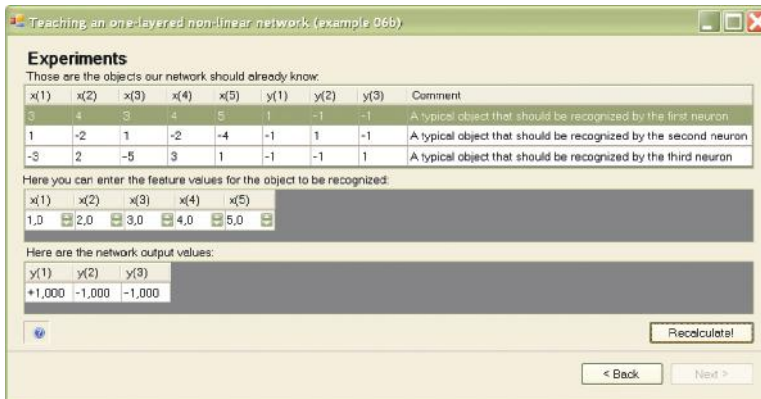 Teaching an one-layered non-linear network (example 06b)
Experiments
Those are the objects our network should already know:
x(1) x(2) x(3) x(4) x(5) y(1) y(2) y(3) Comment
3 4 3 4 5 1 -1 -1 A typical object that should be recognized by the first neuron
1 -2 1 -2 -4 -1 1 -1 A typical object that should be recognized by the second neuron
-3 2 -5 3 1 -1 -1 1 A typical object that should be recognized by the third neuron
Here you can enter the feature values for the object to be recognized:
x(1) x(2) x(3) x(4) x(5)
1,0 2,0 3,0 4,0 5,0
Here are the network output values:
y(1) y(2) y(3)
+1,000 -1,000 -1,000
Recalculate!
< Back Next >